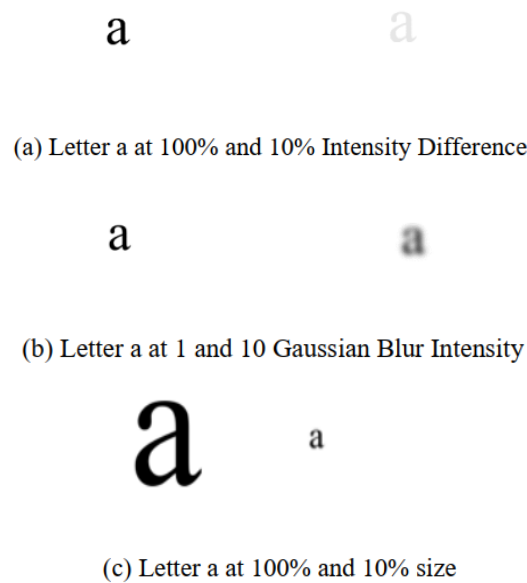 a a
(a) Letter a at 100% and 10% Intensity Difference
a a
(b) Letter a at 1 and 10 Gaussian Blur Intensity
a a
(c) Letter a at 100% and 10% size